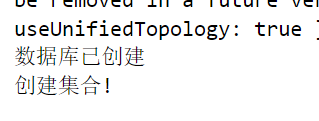 be removed in a future ver
useUnifiedTopology: true }
数据库已创建
创建集合!